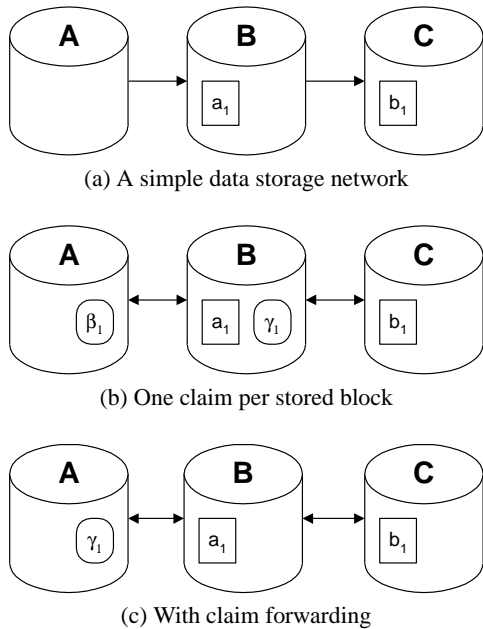 A B C
a₁ b₁
(a) A simple data storage network
A B C
β₁ a₁ γ₁ b₁
(b) One claim per stored block
A B C
γ₁ a₁ b₁
(c) With claim forwarding